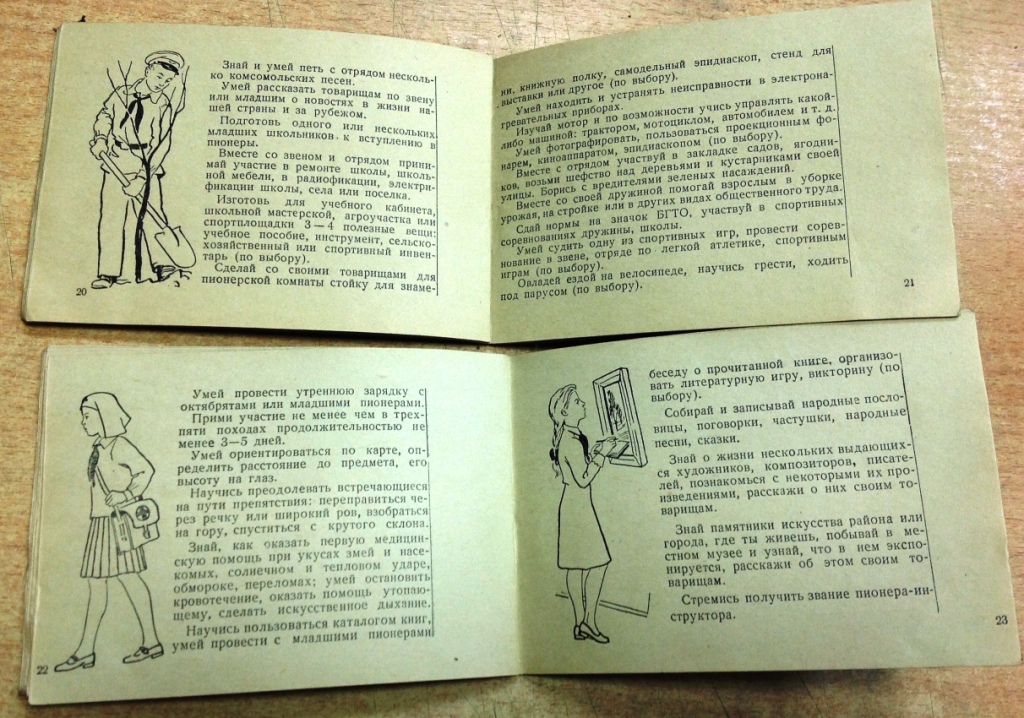 Знай и умей петь с отрядом несколь-
ко комсомольских песен.
Умей рассказать товарищам по звену
или младшим о новостях в жизни на-
шей страны и за рубежом.
Подготовь одного или нескольких
младших школьников к вступлению в
пионеры.
Вместе со звеном и отрядом прини-
май участие в ремонте школы, школь-
ной мебели, в радиофикации, электри-
фикации школы, села или поселка.
Изготовь для учебного кабинета,
школьной мастерской, агроучастка или
спортплощадки 3—4 полезные вещи:
учебное пособие, инструмент, сельско-
хозяйственный или спортивный инвен-
тарь (по выбору).
Сделай со своими товарищами для
пионерской комнаты стойку для знаме-
20
ни, книжную полку, самодельный эпидиаскоп, стенд для
выставки или другое (по выбору).
Умей находить и устранять неисправности в электрона-
гревательных приборах.
Изучай мотор и по возможности учись управлять какой-
либо машиной: трактором, мотоциклом, автомобилем и т. д.
Умей фотографировать, пользоваться проекционным фо-
нарем, киноаппаратом, эпидиаскопом (по выбору).
Вместе с отрядом участвуй в закладке садов, ягодни-
ков, возьми шефство над деревьями и кустарниками своей
улицы. Борись с вредителями зеленых насаждений.
Вместе со своей дружиной помогай взрослым в уборке
урожая, на стройке или в других видах общественного труда.
Сдай нормы на значок БГТО, участвуй в спортивных
соревнованиях дружины, школы.
Умей судить одну из спортивных игр, провести сорев-
нование в звене, отряде по легкой атлетике, спортивным
играм (по выбору).
Овладей ездой на велосипеде, научись грести, ходить
под парусом (по выбору).
21
Умей провести утреннюю зарядку с
октябрятами или младшими пионерами.
Прими участие не менее чем в трех-
пяти походах продолжительностью не
менее 3—5 дней.
Умей ориентироваться по карте, оп-
ределить расстояние до предмета, его
высоту на глаз.
Научись преодолевать встречающиеся
на пути препятствия: переправиться че-
рез речку или широкий ров, взобраться
на гору, спуститься с крутого склона.
Знай, как оказать первую медицин-
скую помощь при укусах змей и насе-
комых, солнечном и тепловом ударе,
обмороке, переломах; умей остановить
кровотечение, оказать помощь утопаю-
щему, сделать искусственное дыхание.
Научись пользоваться каталогом книг,
умей провести с младшими пионерами
22
беседу о прочитанной книге, организо-
вать литературную игру, викторину (по
выбору).
Собирай и записывай народные посло-
вицы, поговорки, частушки, народные
песни, сказки.
Знай о жизни нескольких выдающих-
ся художников, композиторов, писате-
лей, познакомься с некоторыми их про-
изведениями, расскажи о них своим то-
варищам.
Знай памятники искусства района или
города, где ты живешь, побывай в ме-
стном музее и узнай, что в нем экспо-
нируется, расскажи об этом своим то-
варищам.
Стремись получить звание пионера-ин-
структора.
23